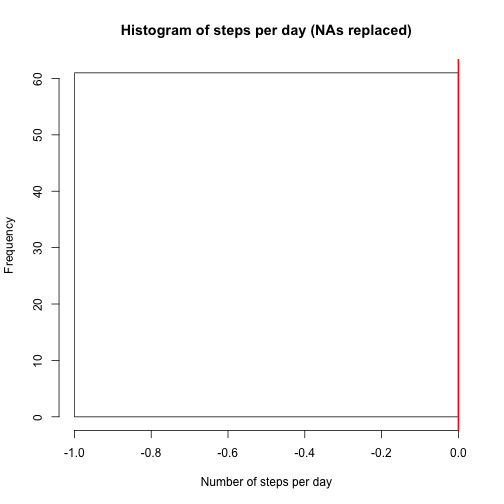 Histogram of steps per day (NAs replaced)
Frequency
60
50
40
30
20
10
0
-1.0 -0.8 -0.6 -0.4 -0.2 0.0
Number of steps per day